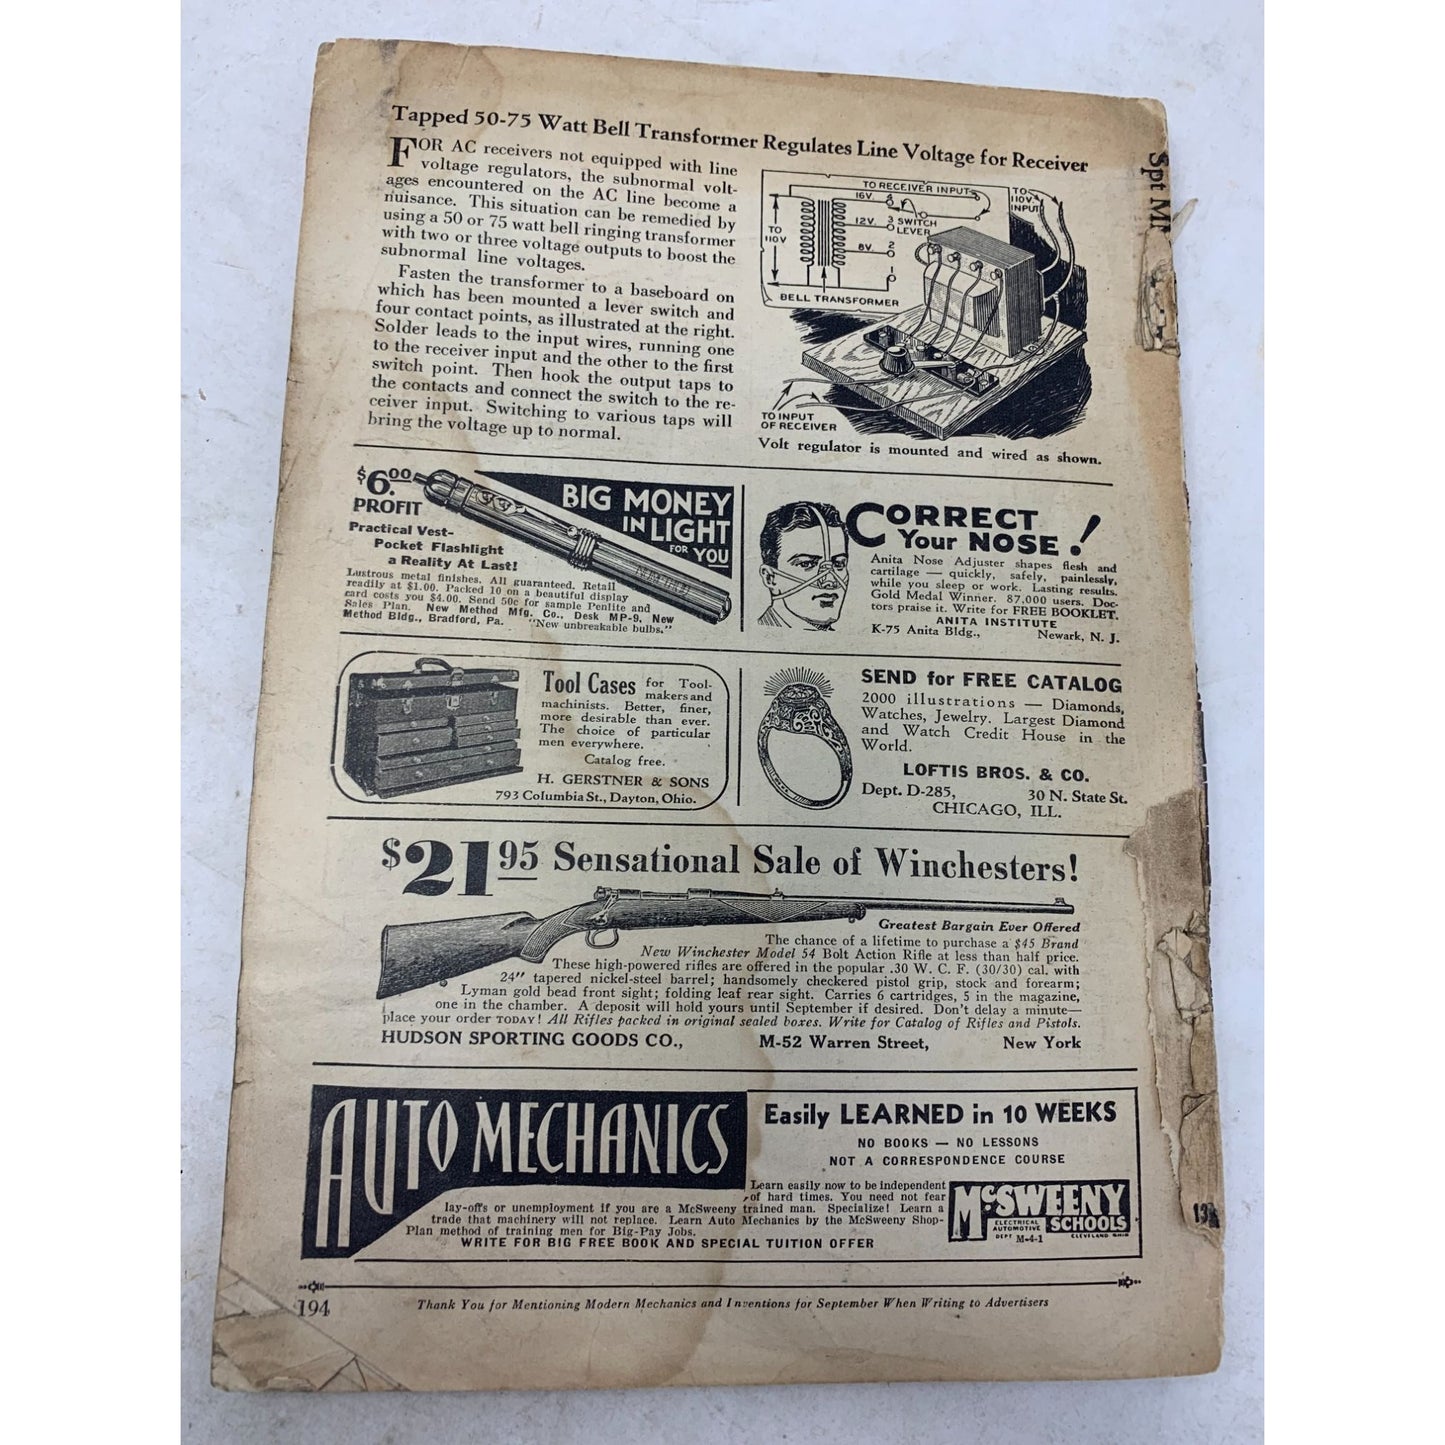 Tapped 50-75 Watt Bell Transformer Regulates Line Voltage for Receiver
FOR AC receivers not equipped with line
voltage regulators, the subnormal volt-
ages encountered on the AC line become a
nuisance. This situation can be remedied by
using a 50 or 75 watt bell ringing transformer
with two or three voltage outputs to boost the
subnormal line voltages.
Fasten the transformer to a baseboard on
which has been mounted a lever switch and
four contact points, as illustrated at the right.
Solder leads to the input wires, running one
to the receiver input and the other to the first
switch point. Then hook the output taps to
the contacts and connect the switch to the re-
ceiver input. Switching to various taps will
bring the voltage up to normal.
TO RECEIVER INPUT
16V. 4
12V. 3
SWITCH
LEVER
8V. 2
1
TO
110V
BELL TRANSFORMER
TO
110V.
INPUT
TO INPUT
OF RECEIVER
Volt regulator is mounted and wired as shown.
Spt MM
$6.00
PROFIT
BIG MONEY
IN LIGHT
FOR YOU
Practical Vest-
Pocket Flashlight
a Reality At Last!
Lustrous metal finishes. All guaranteed. Retail
readily at $1.00. Packed 10 on a beautiful display
card costs you $4.00. Send 50c for sample Penlite and
Sales Plan. New Method Mfg. Co., Desk MP-9, New
Method Bldg., Bradford, Pa. "New unbreakable bulbs."
CORRECT
Your NOSE!
Anita Nose Adjuster shapes flesh and
cartilage — quickly, safely, painlessly,
while you sleep or work. Lasting results.
Gold Medal Winner. 87,000 users. Doc-
tors praise it. Write for FREE BOOKLET.
ANITA INSTITUTE
K-75 Anita Bldg., Newark, N. J.
Tool Cases for Tool-
makers and
machinists. Better, finer,
more desirable than ever.
The choice of particular
men everywhere.
Catalog free.
H. GERSTNER & SONS
793 Columbia St., Dayton, Ohio.
SEND for FREE CATALOG
2000 illustrations — Diamonds,
Watches, Jewelry. Largest Diamond
and Watch Credit House in the
World.
LOFTIS BROS. & CO.
Dept. D-285, 30 N. State St.
CHICAGO, ILL.
$21.95 Sensational Sale of Winchesters!
Greatest Bargain Ever Offered
The chance of a lifetime to purchase a $45 Brand
New Winchester Model 54 Bolt Action Rifle at less than half price.
These high-powered rifles are offered in the popular .30 W. C. F. (30/30) cal. with
24" tapered nickel-steel barrel; handsomely checkered pistol grip, stock and forearm;
Lyman gold bead front sight; folding leaf rear sight. Carries 6 cartridges, 5 in the magazine,
one in the chamber. A deposit will hold yours until September if desired. Don't delay a minute—
place your order TODAY! All Rifles packed in original sealed boxes. Write for Catalog of Rifles and Pistols.
HUDSON SPORTING GOODS CO., M-52 Warren Street, New York
AUTO MECHANICS
Easily LEARNED in 10 WEEKS
NO BOOKS — NO LESSONS
NOT A CORRESPONDENCE COURSE
Learn easily now to be independent
of hard times. You need not fear
lay-offs or unemployment if you are a McSweeny trained man. Specialize! Learn a
trade that machinery will not replace. Learn Auto Mechanics by the McSweeny Shop-
Plan method of training men for Big-Pay Jobs.
WRITE FOR BIG FREE BOOK AND SPECIAL TUITION OFFER
McSWEENY
ELECTRICAL
AUTOMOTIVE
SCHOOLS
DEPT M-4-1 CLEVELAND OHIO
194
Thank You for Mentioning Modern Mechanics and Inventions for September When Writing to Advertisers